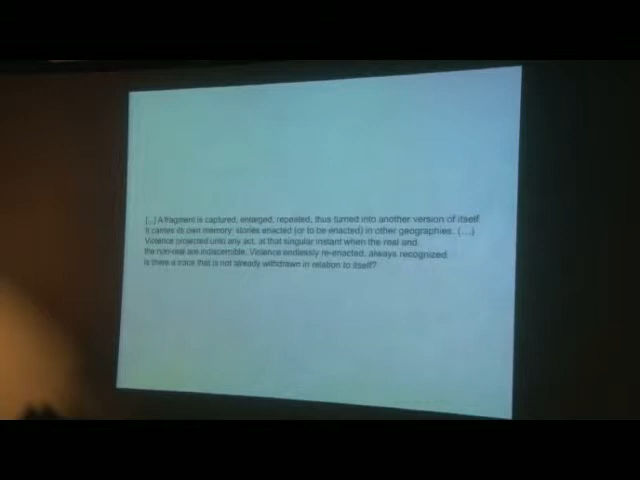 [...] A fragment is captured, enlarged, repeated, thus turned into another version of itself.
It carries its own memory: stories enacted (or to be enacted) in other geographies. (...)
Violence projected unto any act, at that singular instant when the real and
the non-real are indiscernible. Violence endlessly re-enacted, always recognized.
Is there a trace that is not already withdrawn in relation to itself?